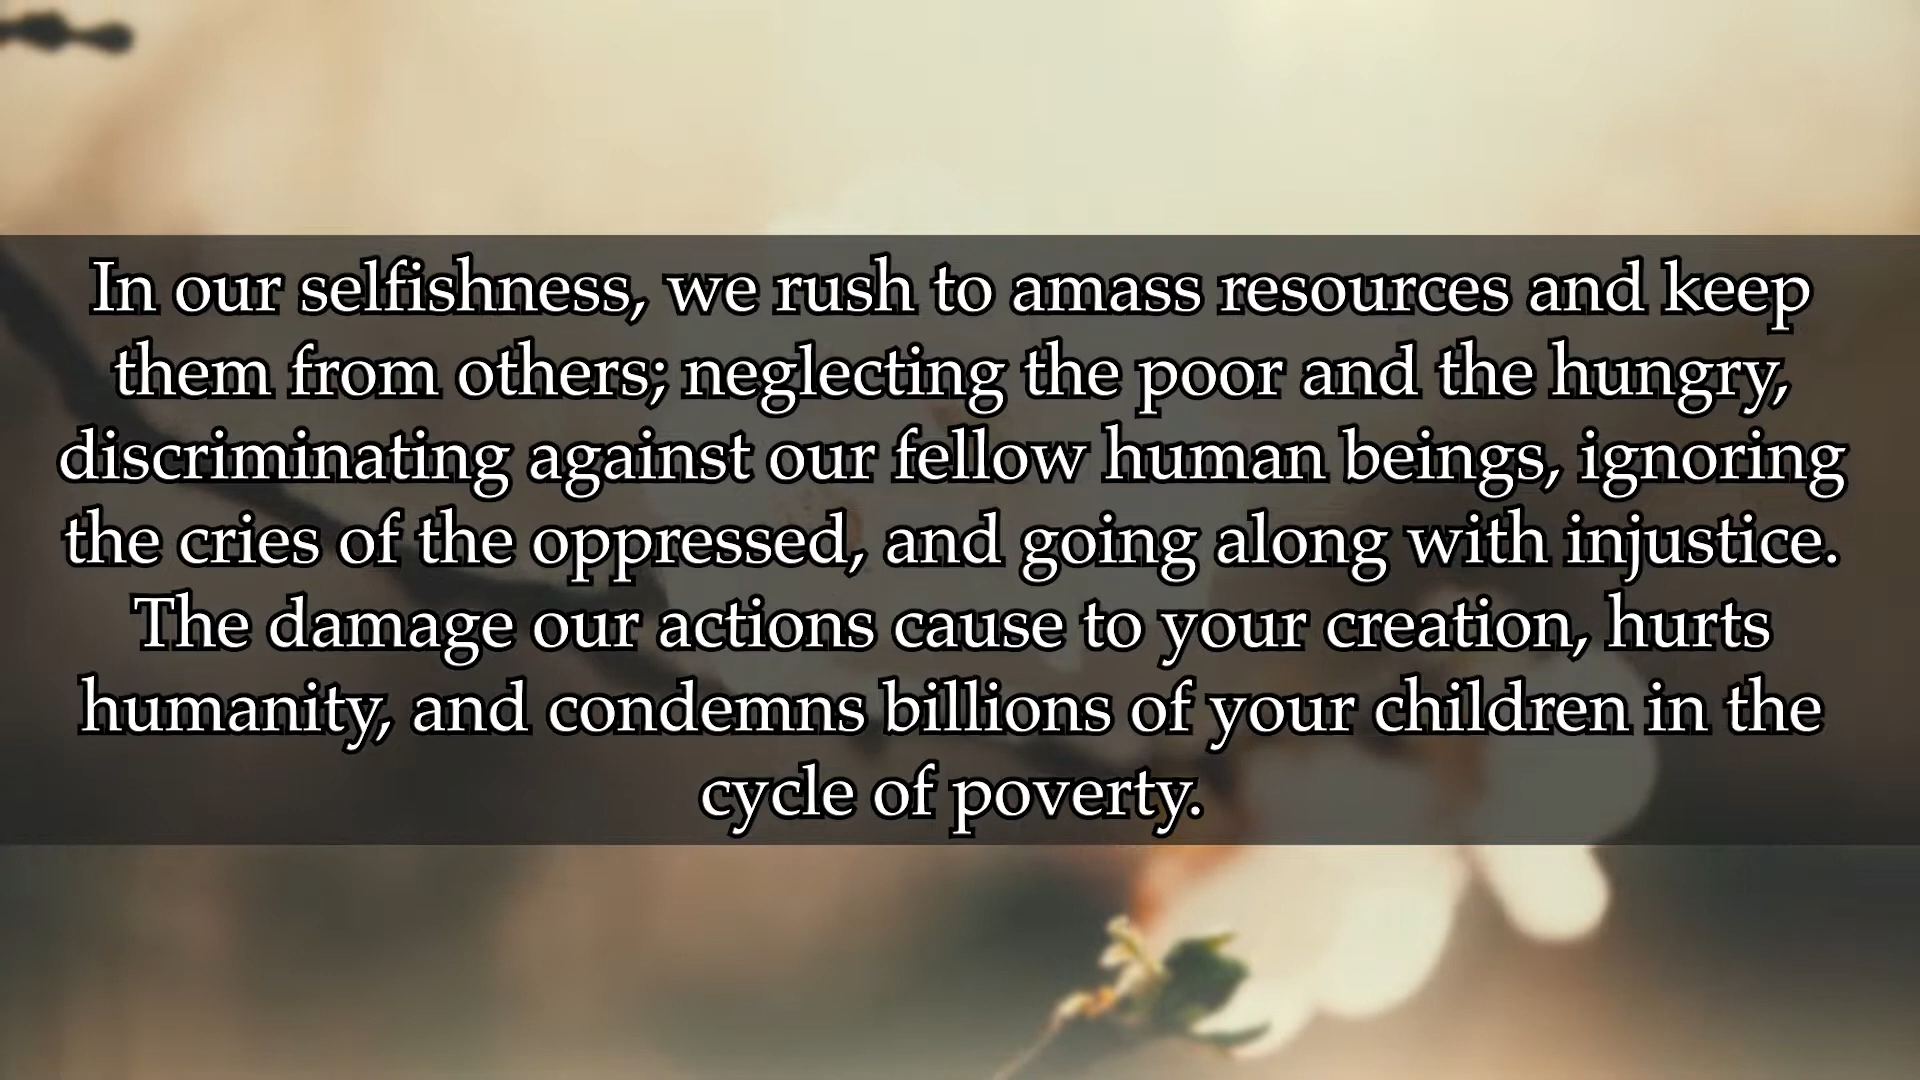 In our selfishness, we rush to amass resources and keep
them from others; neglecting the poor and the hungry,
discriminating against our fellow human beings, ignoring
the cries of the oppressed, and going along with injustice.
The damage our actions cause to your creation, hurts
humanity, and condemns billions of your children in the
cycle of poverty.